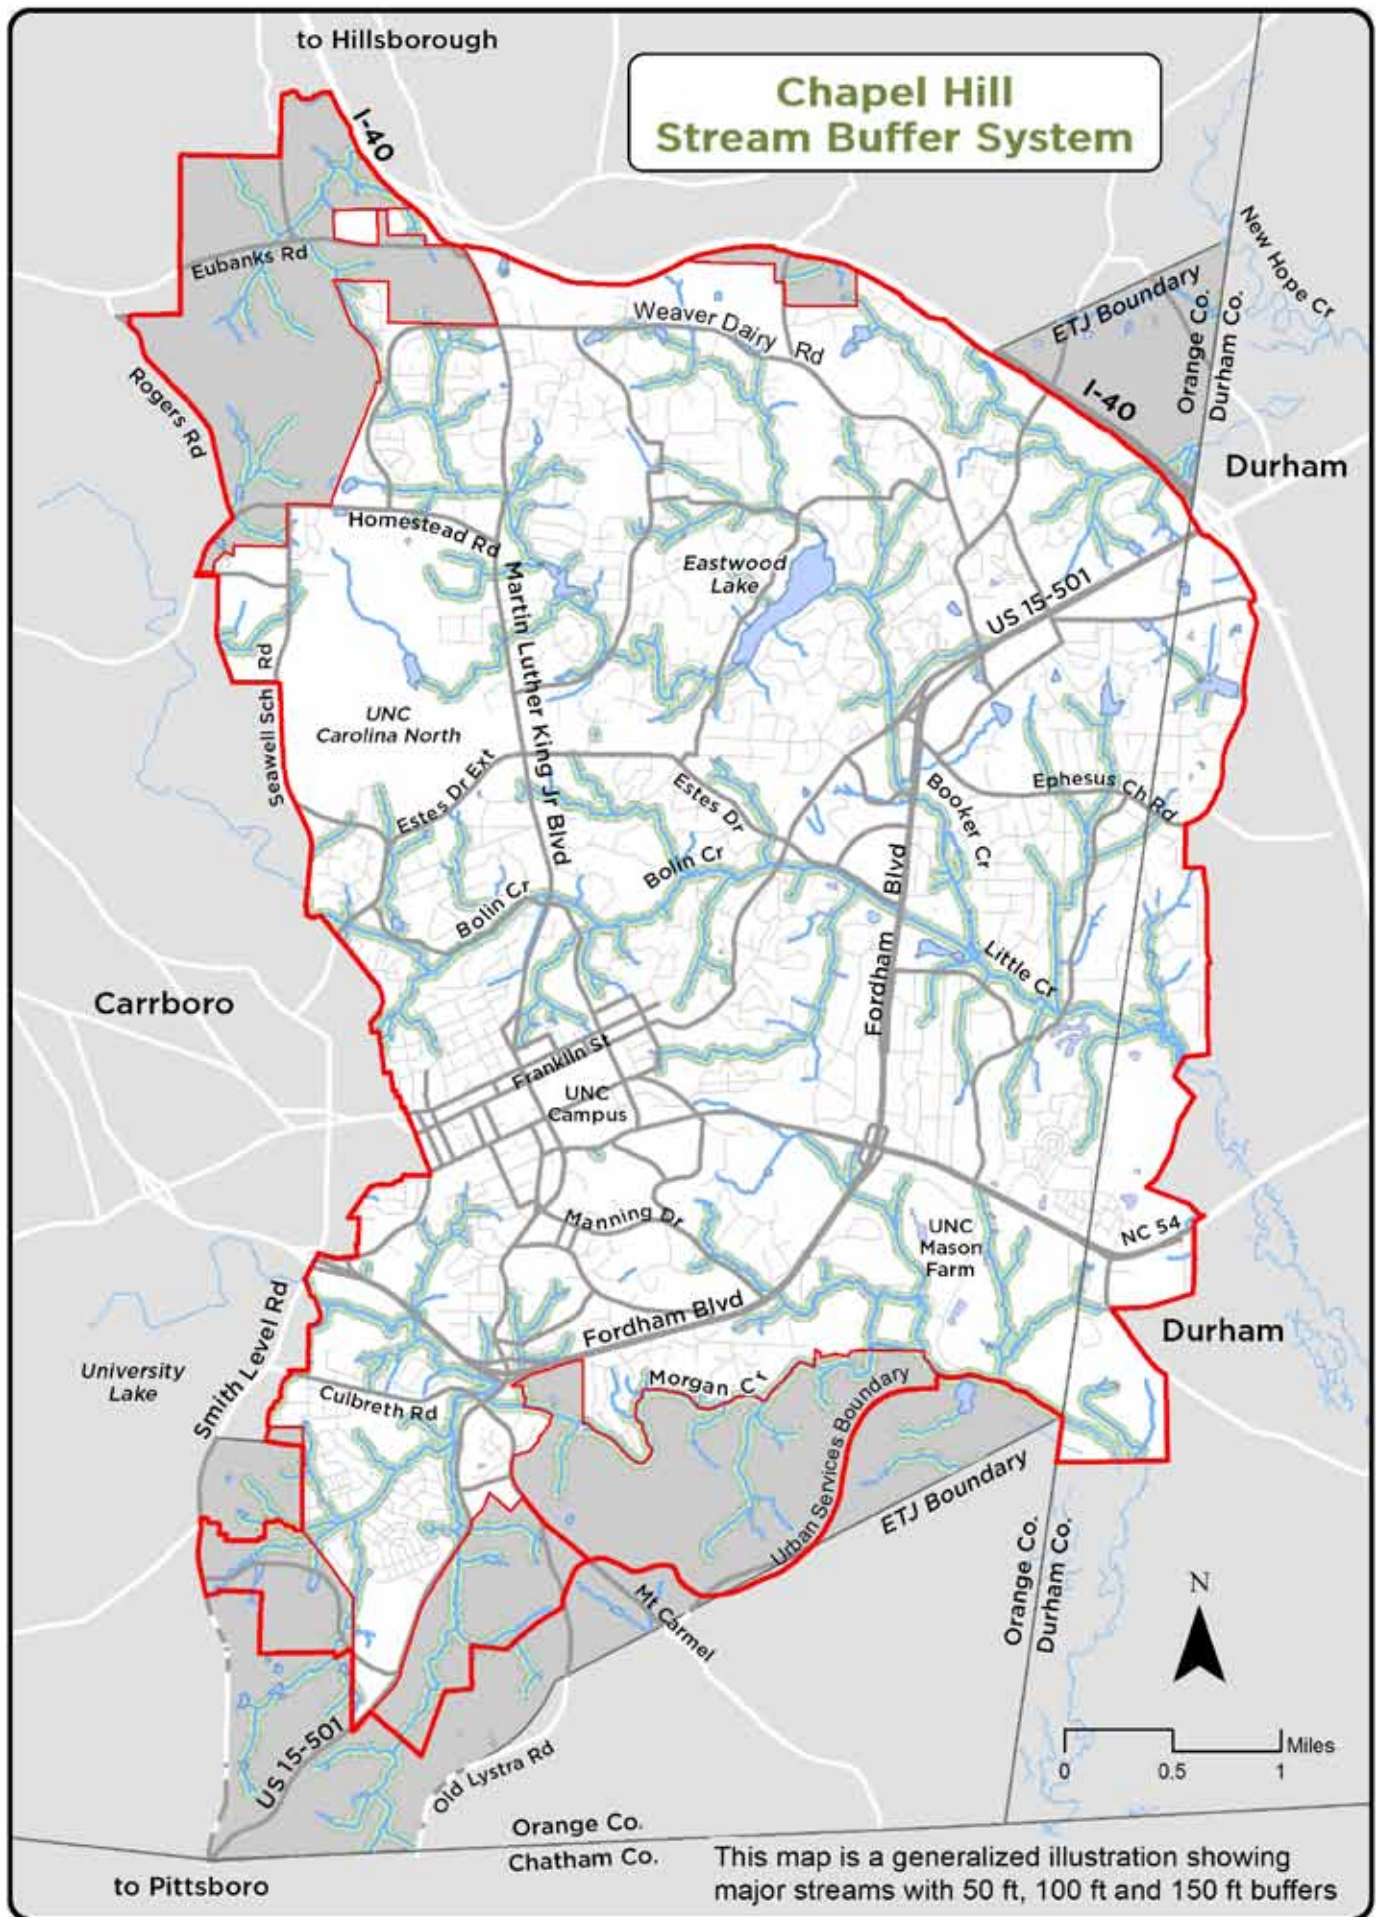 to Hillsborough
Chapel Hill
Stream Buffer System
I-40
New Hope Cr
Eubanks Rd
ETJ Boundary
Weaver Dairy Rd
Orange Co.
Durham Co.
Rogers Rd
I-40
Durham
Homestead Rd
Eastwood
Lake
US 15-501
Martin Luther King Jr Blvd
Seawell Sch Rd
UNC
Carolina North
Estes Dr Ext
Estes Dr
Ephesus Ch Rd
Booker Cr
Bolin Cr
Bolin Cr
Fordham Blvd
Little Cr
Carrboro
Franklin St
UNC
Campus
Manning Dr
UNC
Mason
Farm
NC 54
Smith Level Rd
Fordham Blvd
Durham
University
Lake
Morgan Cr
Culbreth Rd
Urban Services Boundary
ETJ Boundary
Orange Co.
Durham Co.
N
Mt Carmel
US 15-501
Old Lystra Rd
Miles
0 0.5 1
Orange Co.
Chatham Co.
to Pittsboro
This map is a generalized illustration showing
major streams with 50 ft, 100 ft and 150 ft buffers